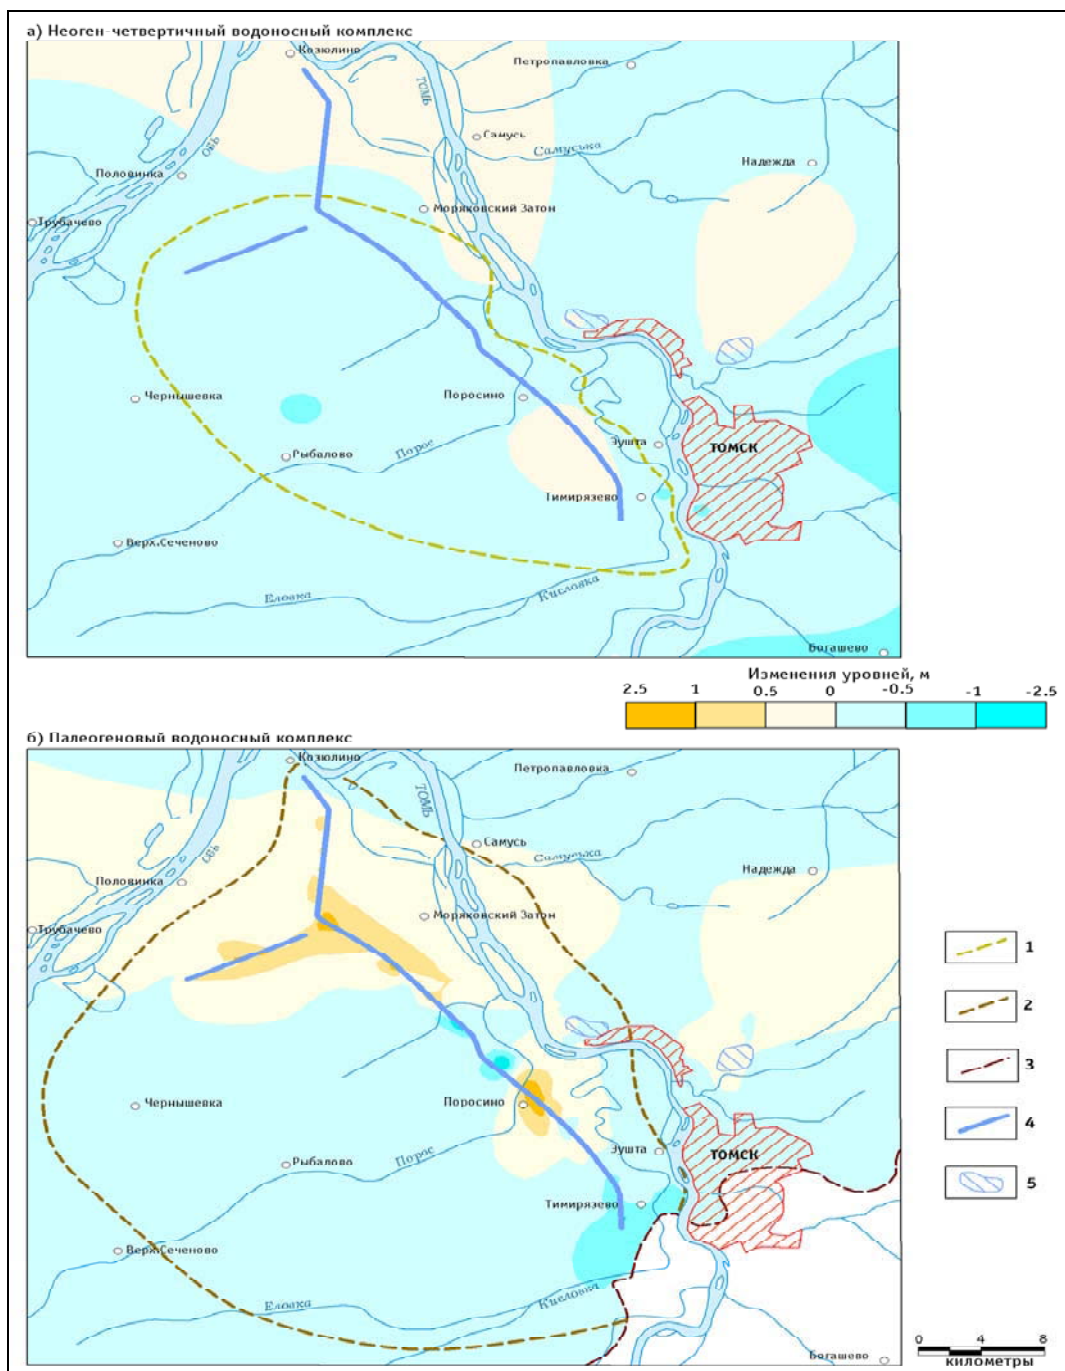 а) Неоген-четвертичный водоносный комплекс
Козюлино
Петропавловка
ТОМЬ
Самусь
Самуська
Надежда
ОБЬ
Половинка
Моряковский Затон
Трубачево
Чернышевка
Поросино
Рыбалово
Порос
Зушта
ТОМСК
Тимирязево
Верх.Сеченово
Еловка
Кисловка
Богашево
Изменения уровней, м
2.5 1 0.5 0 -0.5 -1 -2.5
б) Палеогеновый водоносный комплекс
Козюлино
Петропавловка
ТОМЬ
Самусь
Самуська
Надежда
ОБЬ
Половинка
Моряковский Затон
Трубачево
1
2
3
Чернышевка
Поросино
4
Рыбалово
Порос
Зушта
ТОМСК
5
Тимирязево
Верх.Сеченово
Еловка
Кисловка
Богашево
0 4 8
километры